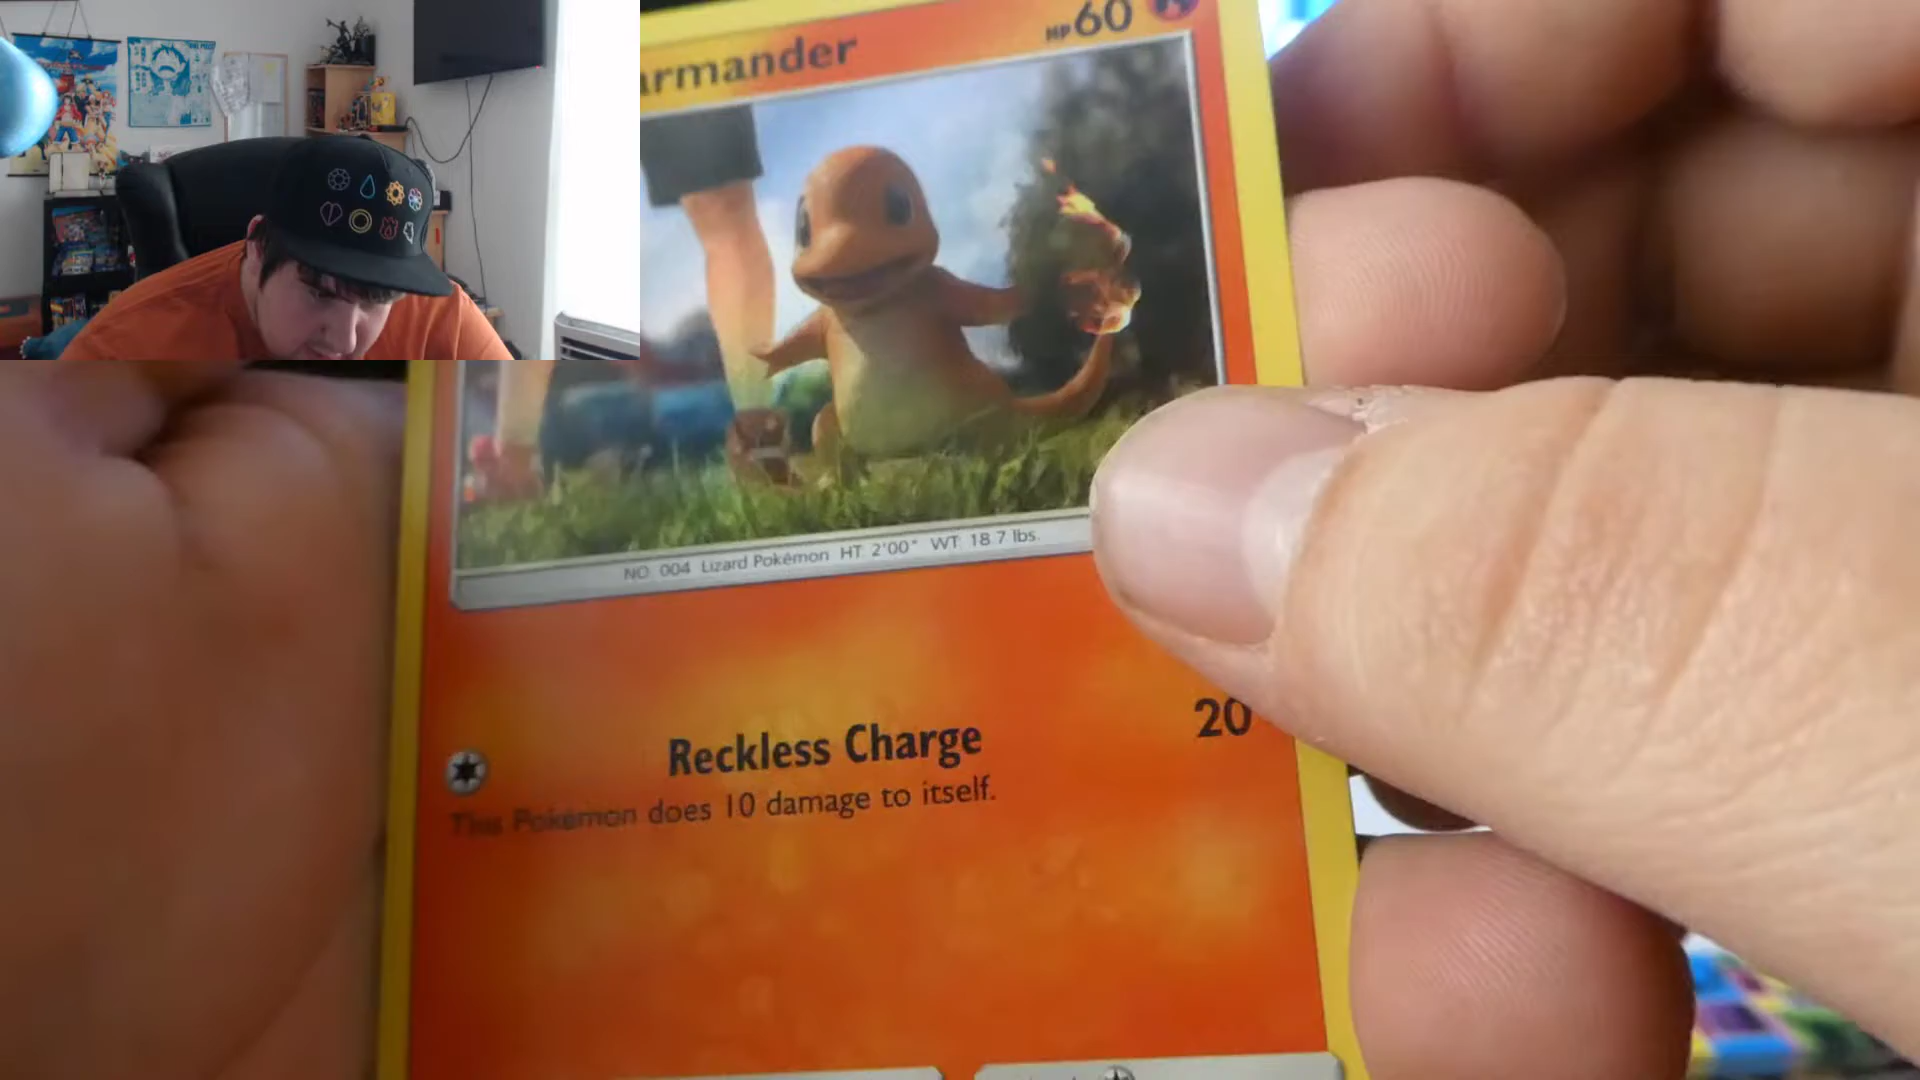 armander HP60
NO. 004 Lizard Pokémon HT: 2'00" WT: 18.7 lbs.
Reckless Charge 20
This Pokémon does 10 damage to itself.